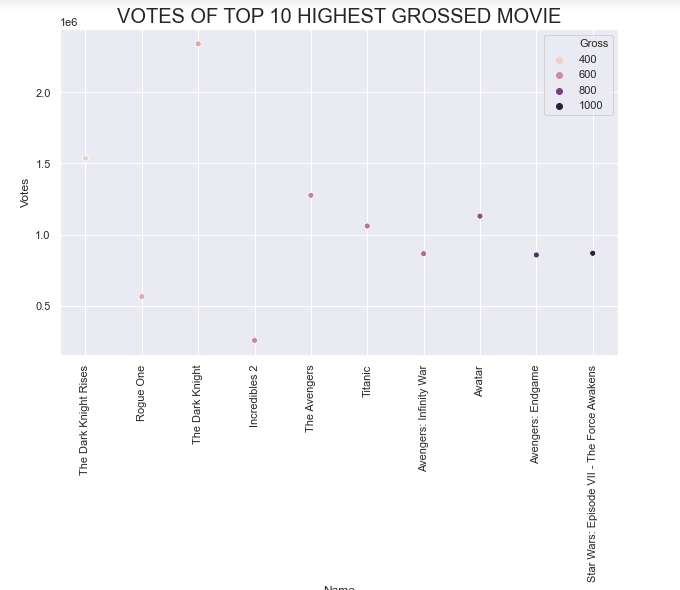 VOTES OF TOP 10 HIGHEST GROSSED MOVIE
1e6
Gross
400
600
800
1000
2.0
1.5
1.0
0.5
Votes
The Dark Knight Rises
Rogue One
The Dark Knight
Incredibles 2
The Avengers
Titanic
Avengers: Infinity War
Avatar
Avengers: Endgame
Star Wars: Episode VII - The Force Awakens
Name